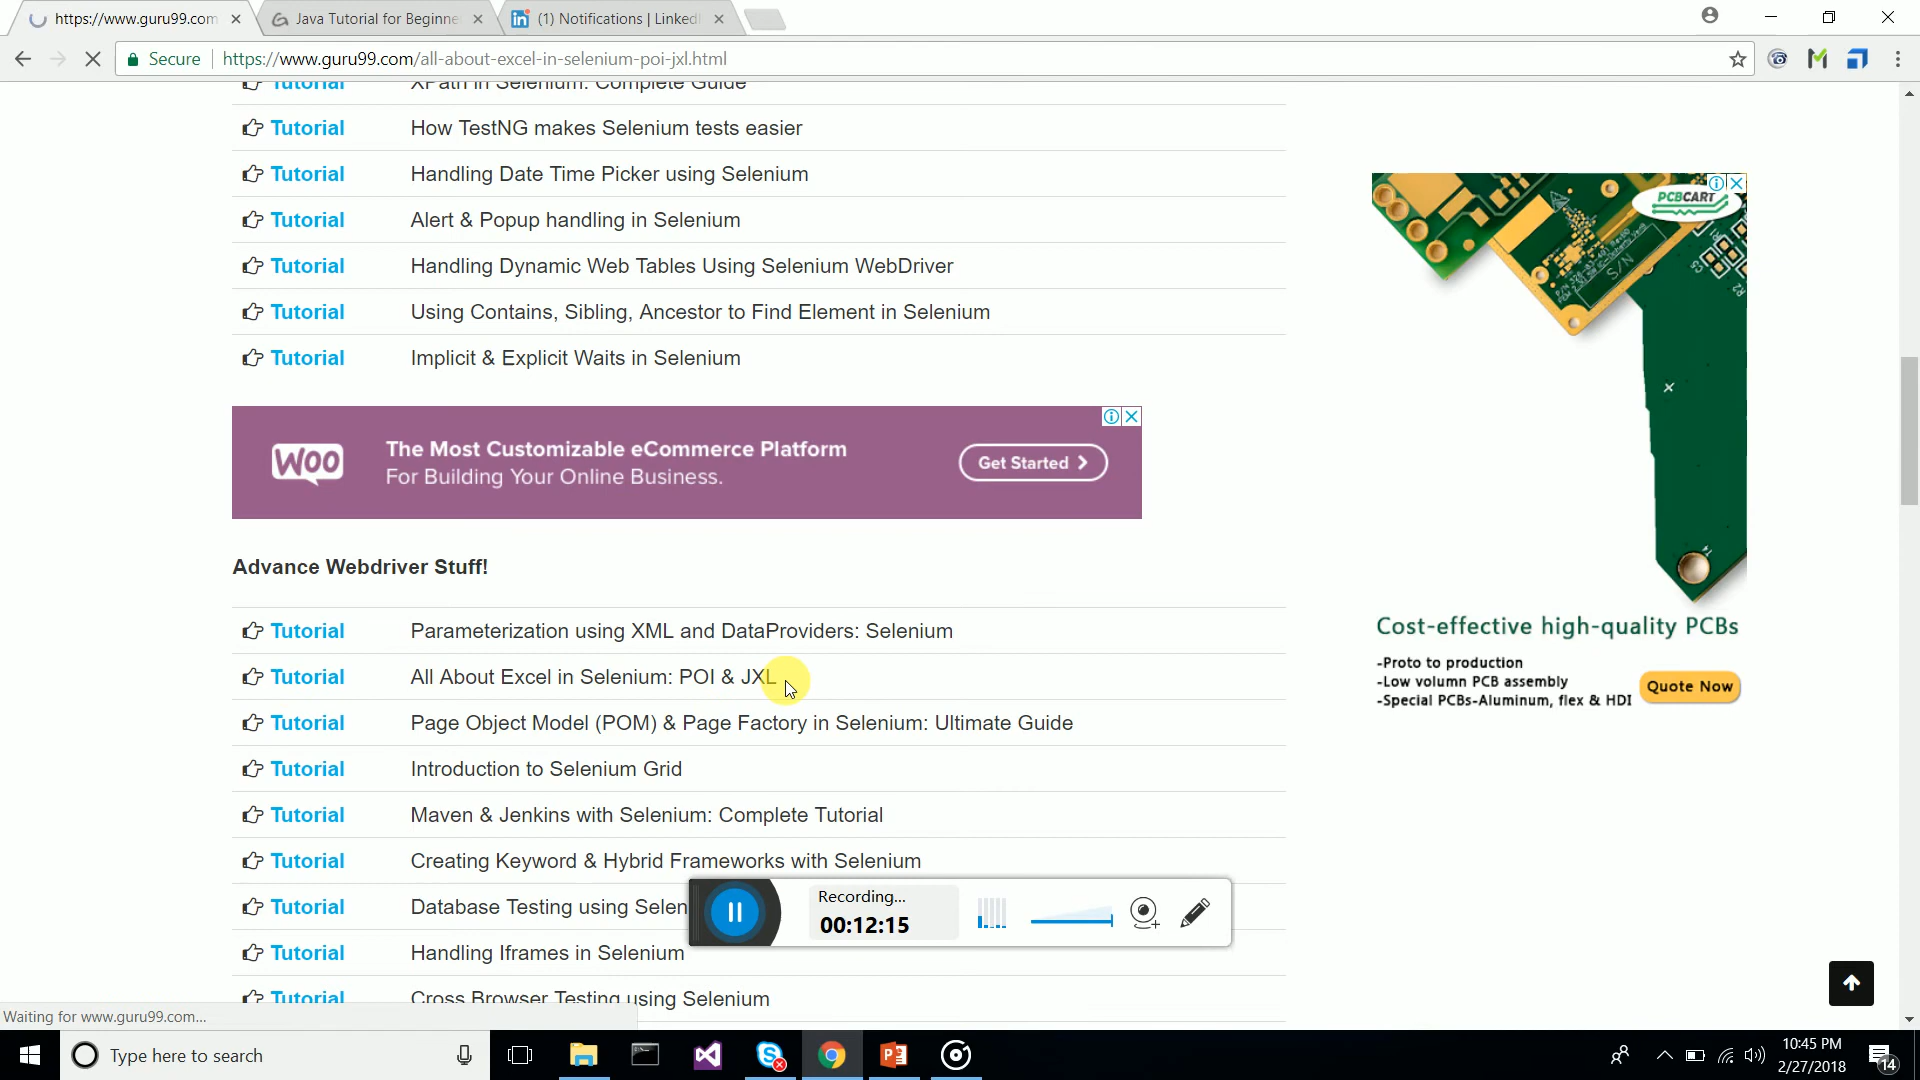 https://www.guru99.com
Java Tutorial for Beginne
(1) Notifications | Linked
Secure
https://www.guru99.com/all-about-excel-in-selenium-poi-jxl.html
Tutorial XPath in Selenium: Complete Guide
Tutorial How TestNG makes Selenium tests easier
Tutorial Handling Date Time Picker using Selenium
Tutorial Alert & Popup handling in Selenium
Tutorial Handling Dynamic Web Tables Using Selenium WebDriver
Tutorial Using Contains, Sibling, Ancestor to Find Element in Selenium
Tutorial Implicit & Explicit Waits in Selenium
WOO
The Most Customizable eCommerce Platform
For Building Your Online Business.
Get Started
Advance Webdriver Stuff!
Tutorial Parameterization using XML and DataProviders: Selenium
Tutorial All About Excel in Selenium: POI & JXL
Tutorial Page Object Model (POM) & Page Factory in Selenium: Ultimate Guide
Tutorial Introduction to Selenium Grid
Tutorial Maven & Jenkins with Selenium: Complete Tutorial
Tutorial Creating Keyword & Hybrid Frameworks with Selenium
Tutorial Database Testing using Selen
Tutorial Handling Iframes in Selenium
Tutorial Cross Browser Testing using Selenium
PCBCART
S/N
Cost-effective high-quality PCBs
-Proto to production
-Low volumn PCB assembly
-Special PCBs-Aluminum, flex & HDI
Quote Now
Recording...
00:12:15
Waiting for www.guru99.com...
Type here to search
10:45 PM
2/27/2018
14